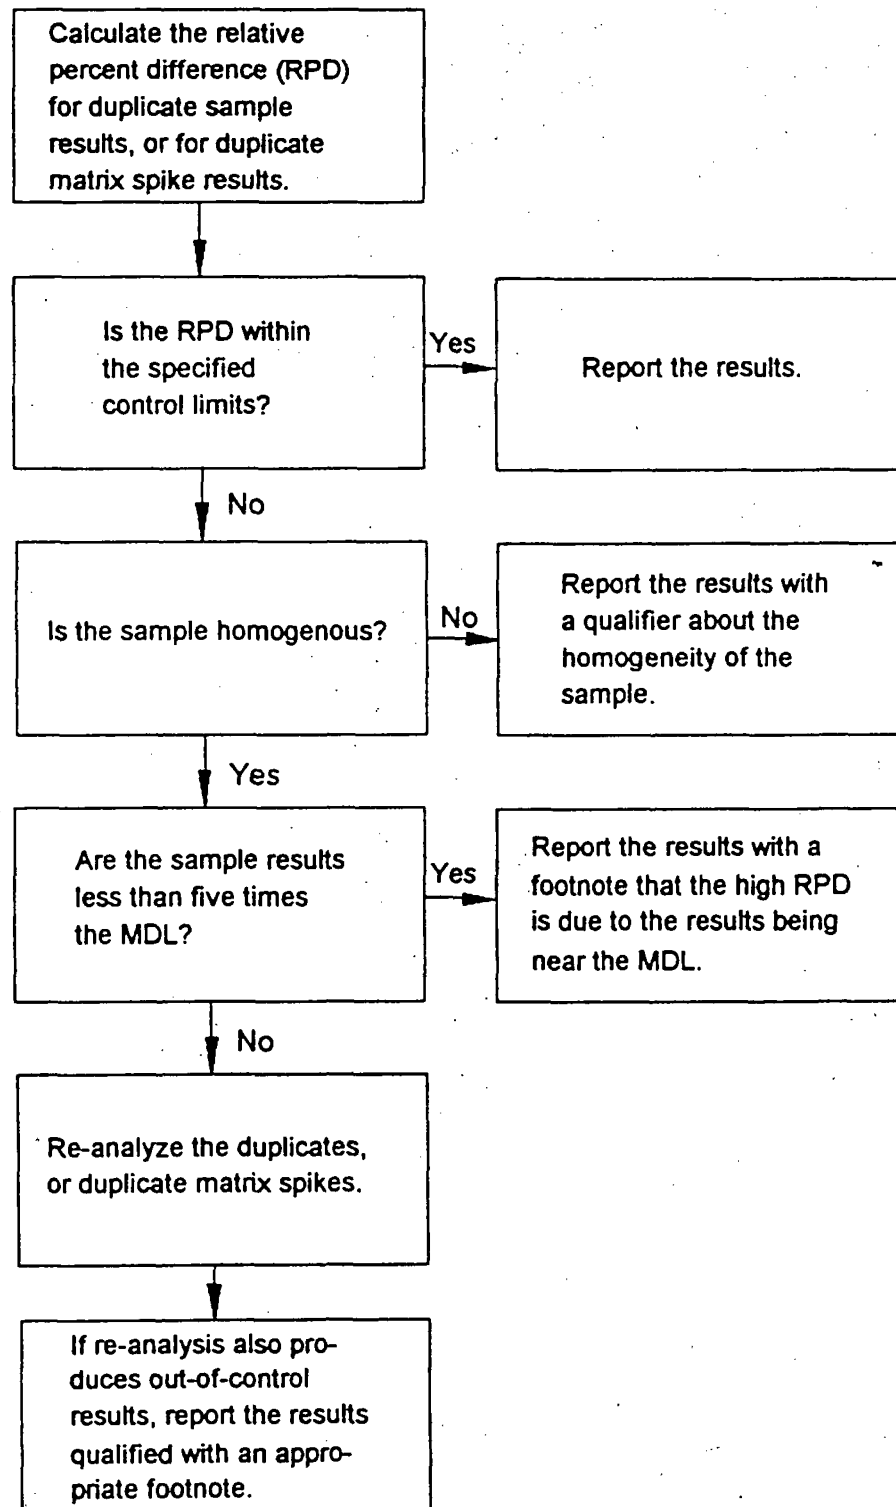 Calculate the relative
percent difference (RPD)
for duplicate sample
results, or for duplicate
matrix spike results.
Is the RPD within
the specified
control limits?
Yes
Report the results.
No
Is the sample homogenous?
No
Report the results with
a qualifier about the
homogeneity of the
sample.
Yes
Are the sample results
less than five times
the MDL?
Yes
Report the results with a
footnote that the high RPD
is due to the results being
near the MDL.
No
Re-analyze the duplicates,
or duplicate matrix spikes.
If re-analysis also pro-
duces out-of-control
results, report the results
qualified with an appro-
priate footnote.